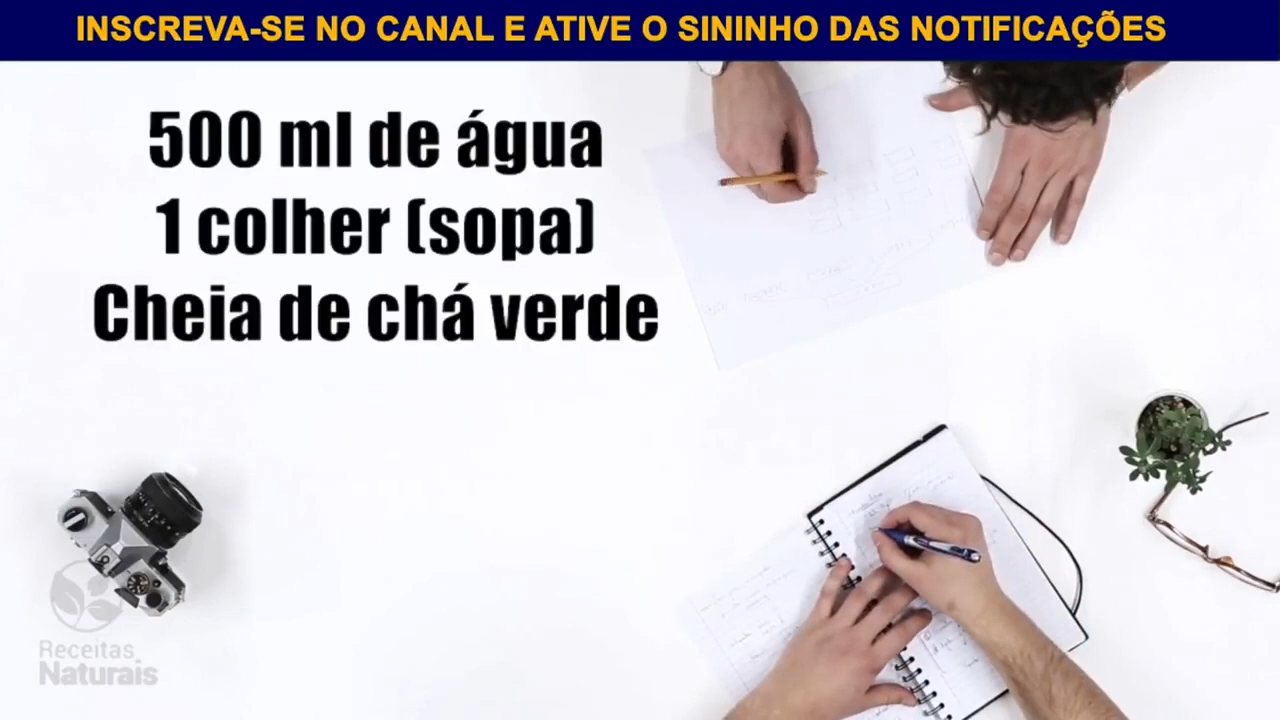 INSCREVA-SE NO CANAL E ATIVE O SININHO DAS NOTIFICAÇÕES
500 ml de água
1 colher (sopa)
Cheia de chá verde
Receitas
Naturais